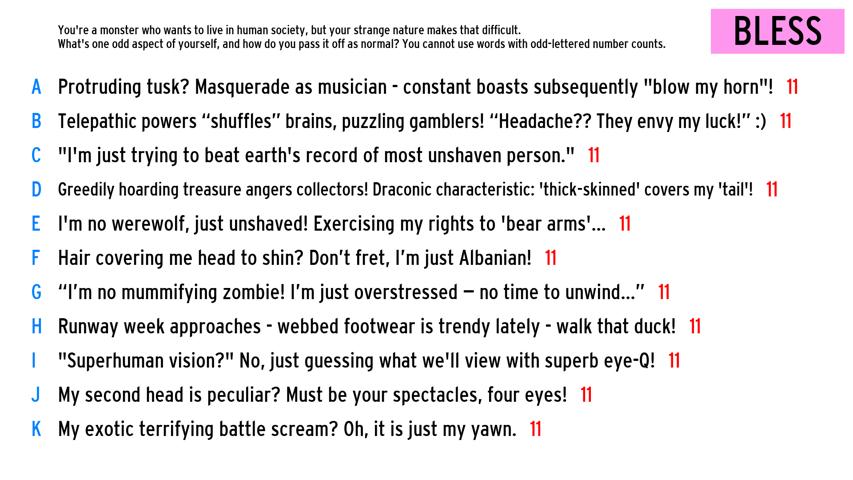 You're a monster who wants to live in human society, but your strange nature makes that difficult.
What's one odd aspect of yourself, and how do you pass it off as normal? You cannot use words with odd-lettered number counts.
BLESS
A Protruding tusk? Masquerade as musician - constant boasts subsequently "blow my horn"! 11
B Telepathic powers “shuffles” brains, puzzling gamblers! “Headache?? They envy my luck!” :) 11
C "I'm just trying to beat earth's record of most unshaven person." 11
D Greedily hoarding treasure angers collectors! Draconic characteristic: 'thick-skinned' covers my 'tail'! 11
E I'm no werewolf, just unshaved! Exercising my rights to 'bear arms'... 11
F Hair covering me head to shin? Don’t fret, I’m just Albanian! 11
G “I’m no mummifying zombie! I’m just overstressed — no time to unwind...” 11
H Runway week approaches - webbed footwear is trendy lately - walk that duck! 11
I "Superhuman vision?" No, just guessing what we'll view with superb eye-Q! 11
J My second head is peculiar? Must be your spectacles, four eyes! 11
K My exotic terrifying battle scream? Oh, it is just my yawn. 11